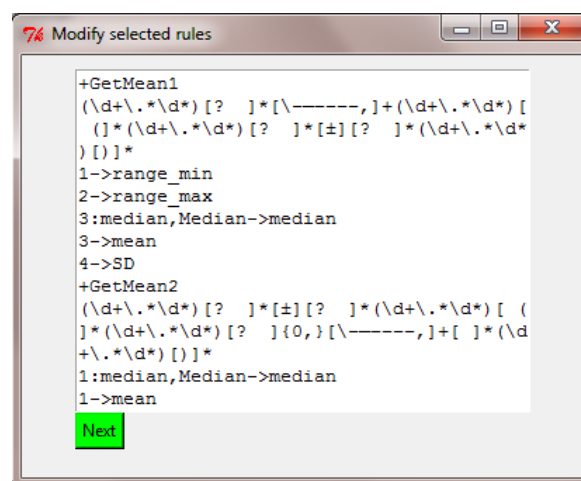 Modify selected rules
+GetMean1
(\d+\.*\d*)[?  ]*[\-–————,]+(\d+\.*\d*)[
 (]*(\d+\.*\d*)[?  ]*[±][?  ]*(\d+\.*\d*
)[)]*
1->range_min
2->range_max
3:median,Median->median
3->mean
4->SD
+GetMean2
(\d+\.*\d*)[?  ]*[±][?  ]*(\d+\.*\d*)[ (
]*(\d+\.*\d*)[?  ]{0,}[\-–————,]+[ ]*(\d
+\.*\d*)[)]*
1:median,Median->median
1->mean
Next